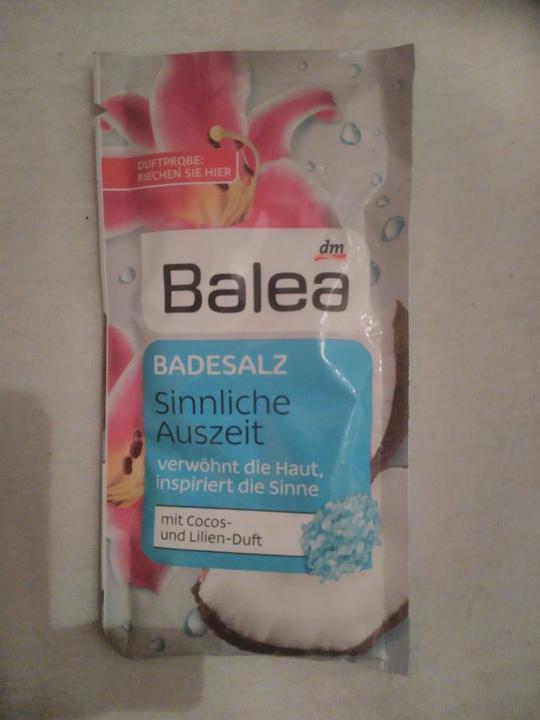 DUFTPROBE:
RIECHEN SIE HIER
dm
Balea
BADESALZ
Sinnliche
Auszeit
verwöhnt die Haut,
inspiriert die Sinne
mit Cocos-
und Lilien-Duft